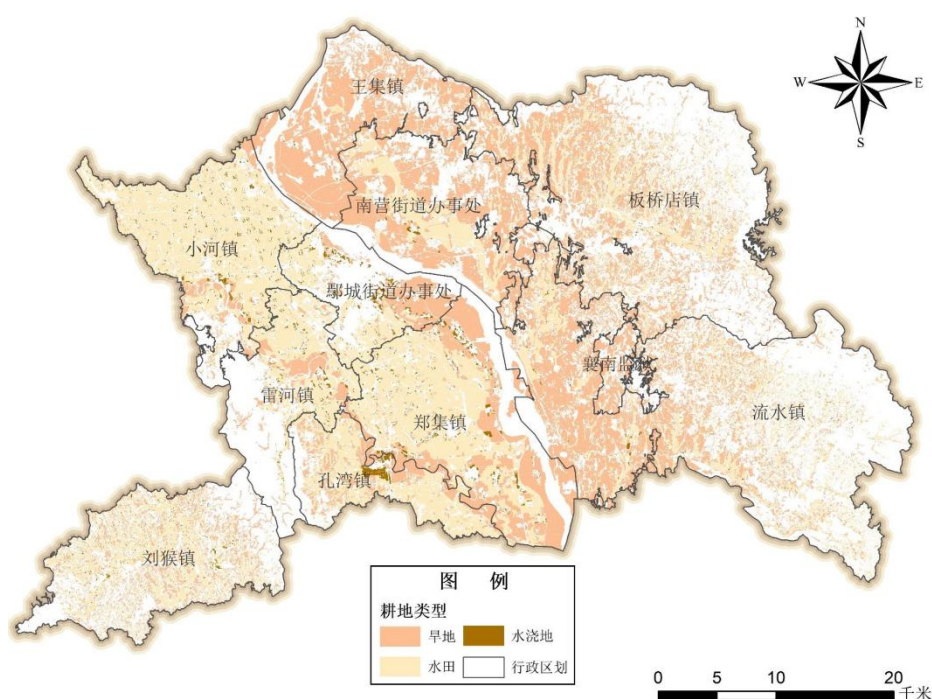 N
W E
S
王集镇
板桥店镇
南营街道办事处
小河镇
鄢城街道办事处
襄南监
雷河镇
郑集镇
流水镇
孔湾镇
刘猴镇
图 例
耕地类型
旱地 水浇地
水田 行政区划
0 5 10 20
千米